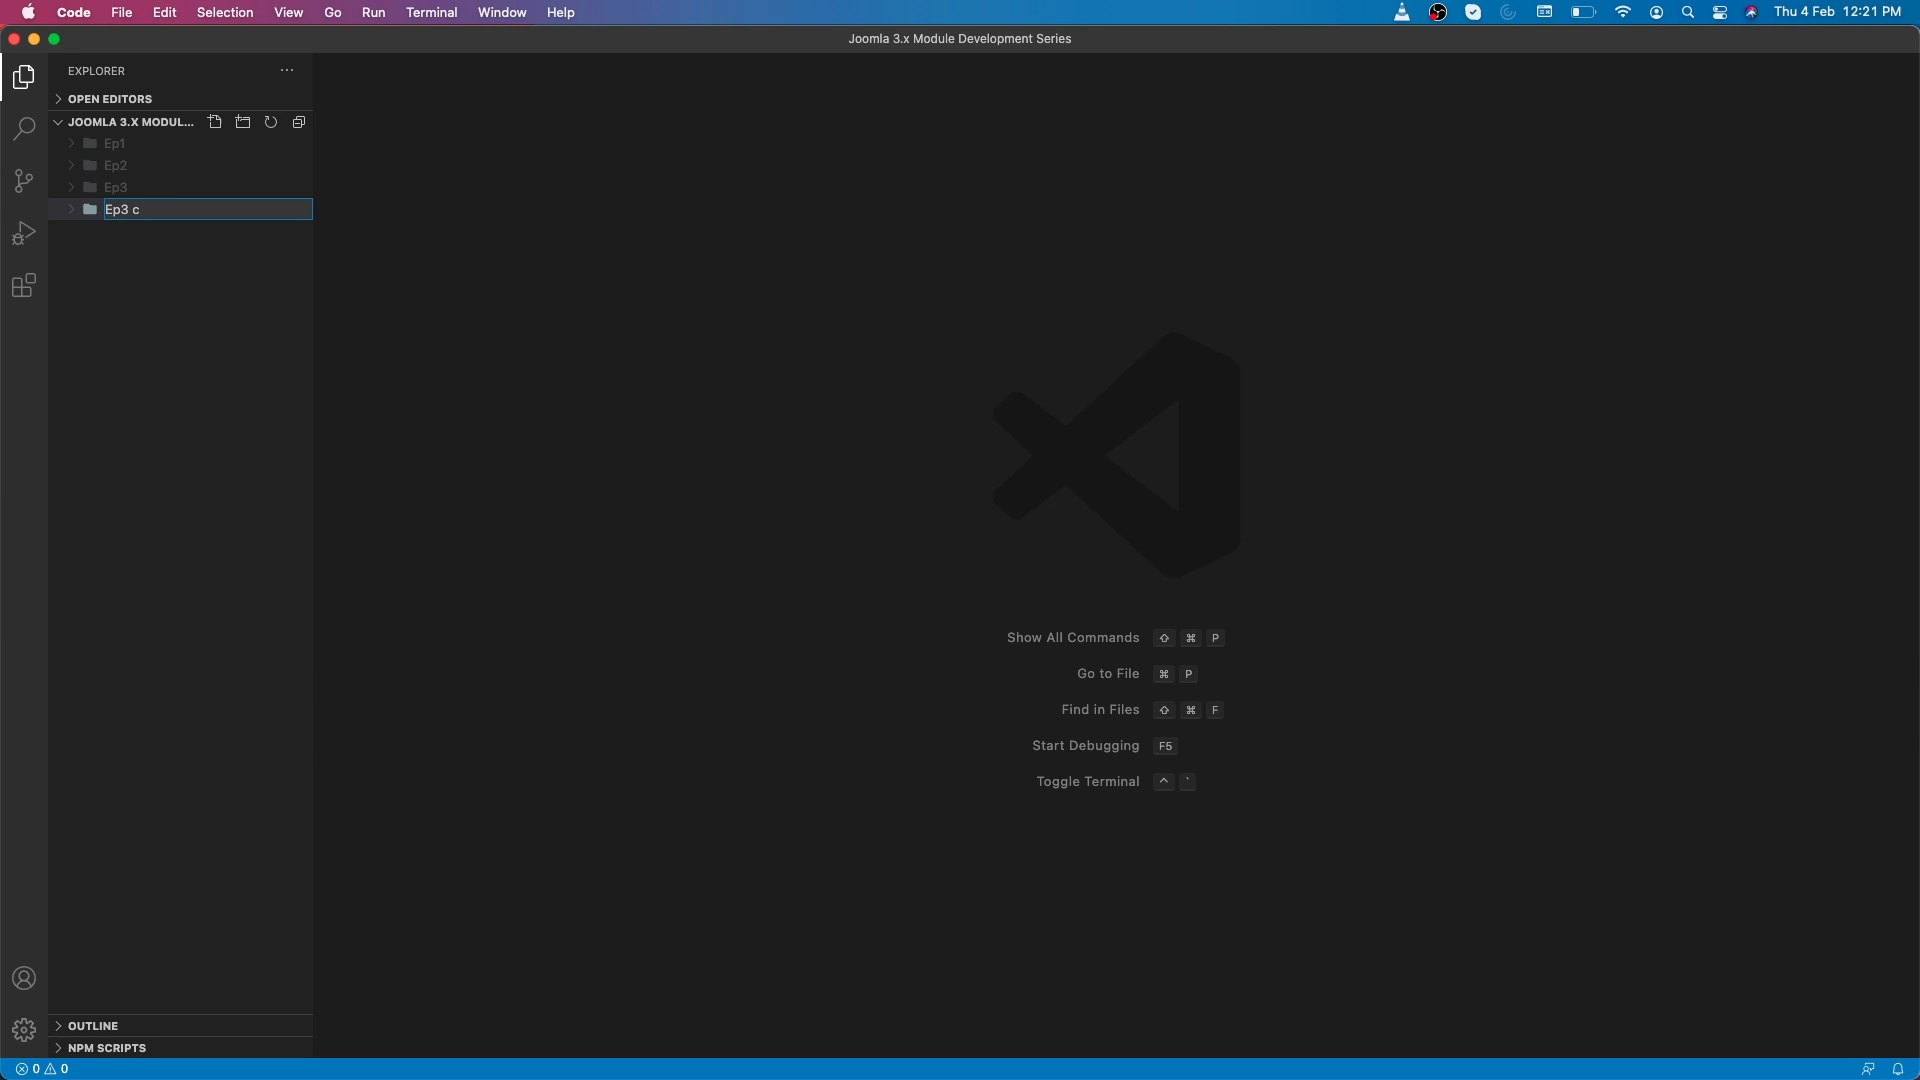 Code File Edit Selection View Go Run Terminal Window Help Thu 4 Feb 12:21 PM
Joomla 3.x Module Development Series
EXPLORER
OPEN EDITORS
JOOMLA 3.X MODUL...
Ep1
Ep2
Ep3
Ep3 c
Show All Commands ⇧ ⌘ P
Go to File ⌘ P
Find in Files ⇧ ⌘ F
Start Debugging F5
Toggle Terminal ^ `
OUTLINE
NPM SCRIPTS
0 0